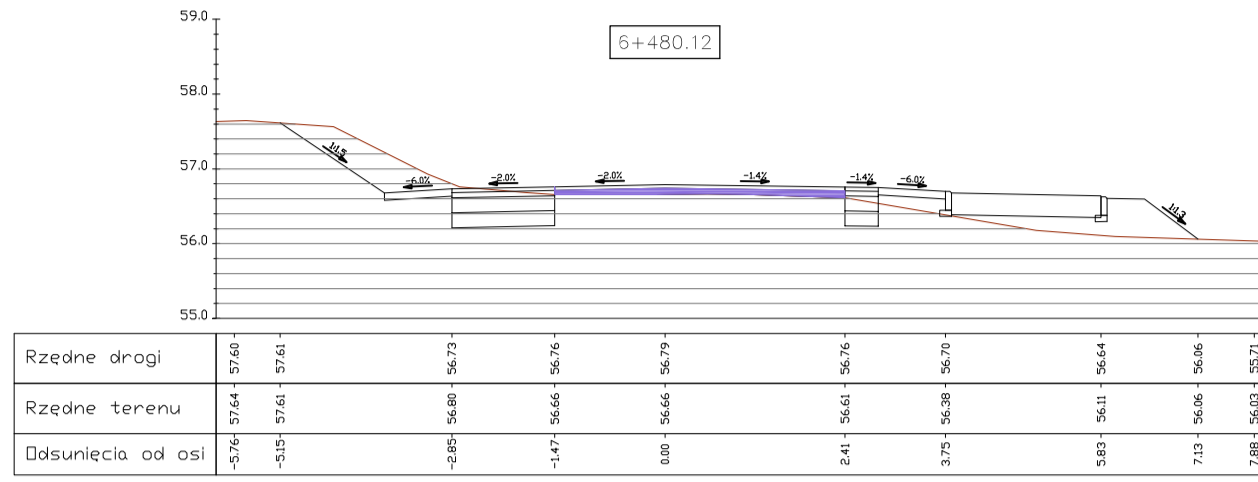 59.0
6+480.12
58.0
1:1.5
57.0
-6.0% -2.0% -2.0% -1.4% -1.4% -6.0%
1:1.3
56.0
55.0
Rzędne drogi 57.60 57.61 56.73 56.76 56.79 56.76 56.70 56.64 56.06 55.71
Rzędne terenu 57.64 57.61 56.80 56.66 56.66 56.61 56.38 56.11 56.06 56.03
Odsunięcia od osi -5.76 -5.15 -2.85 -1.47 0.00 2.41 3.75 5.83 7.13 7.88